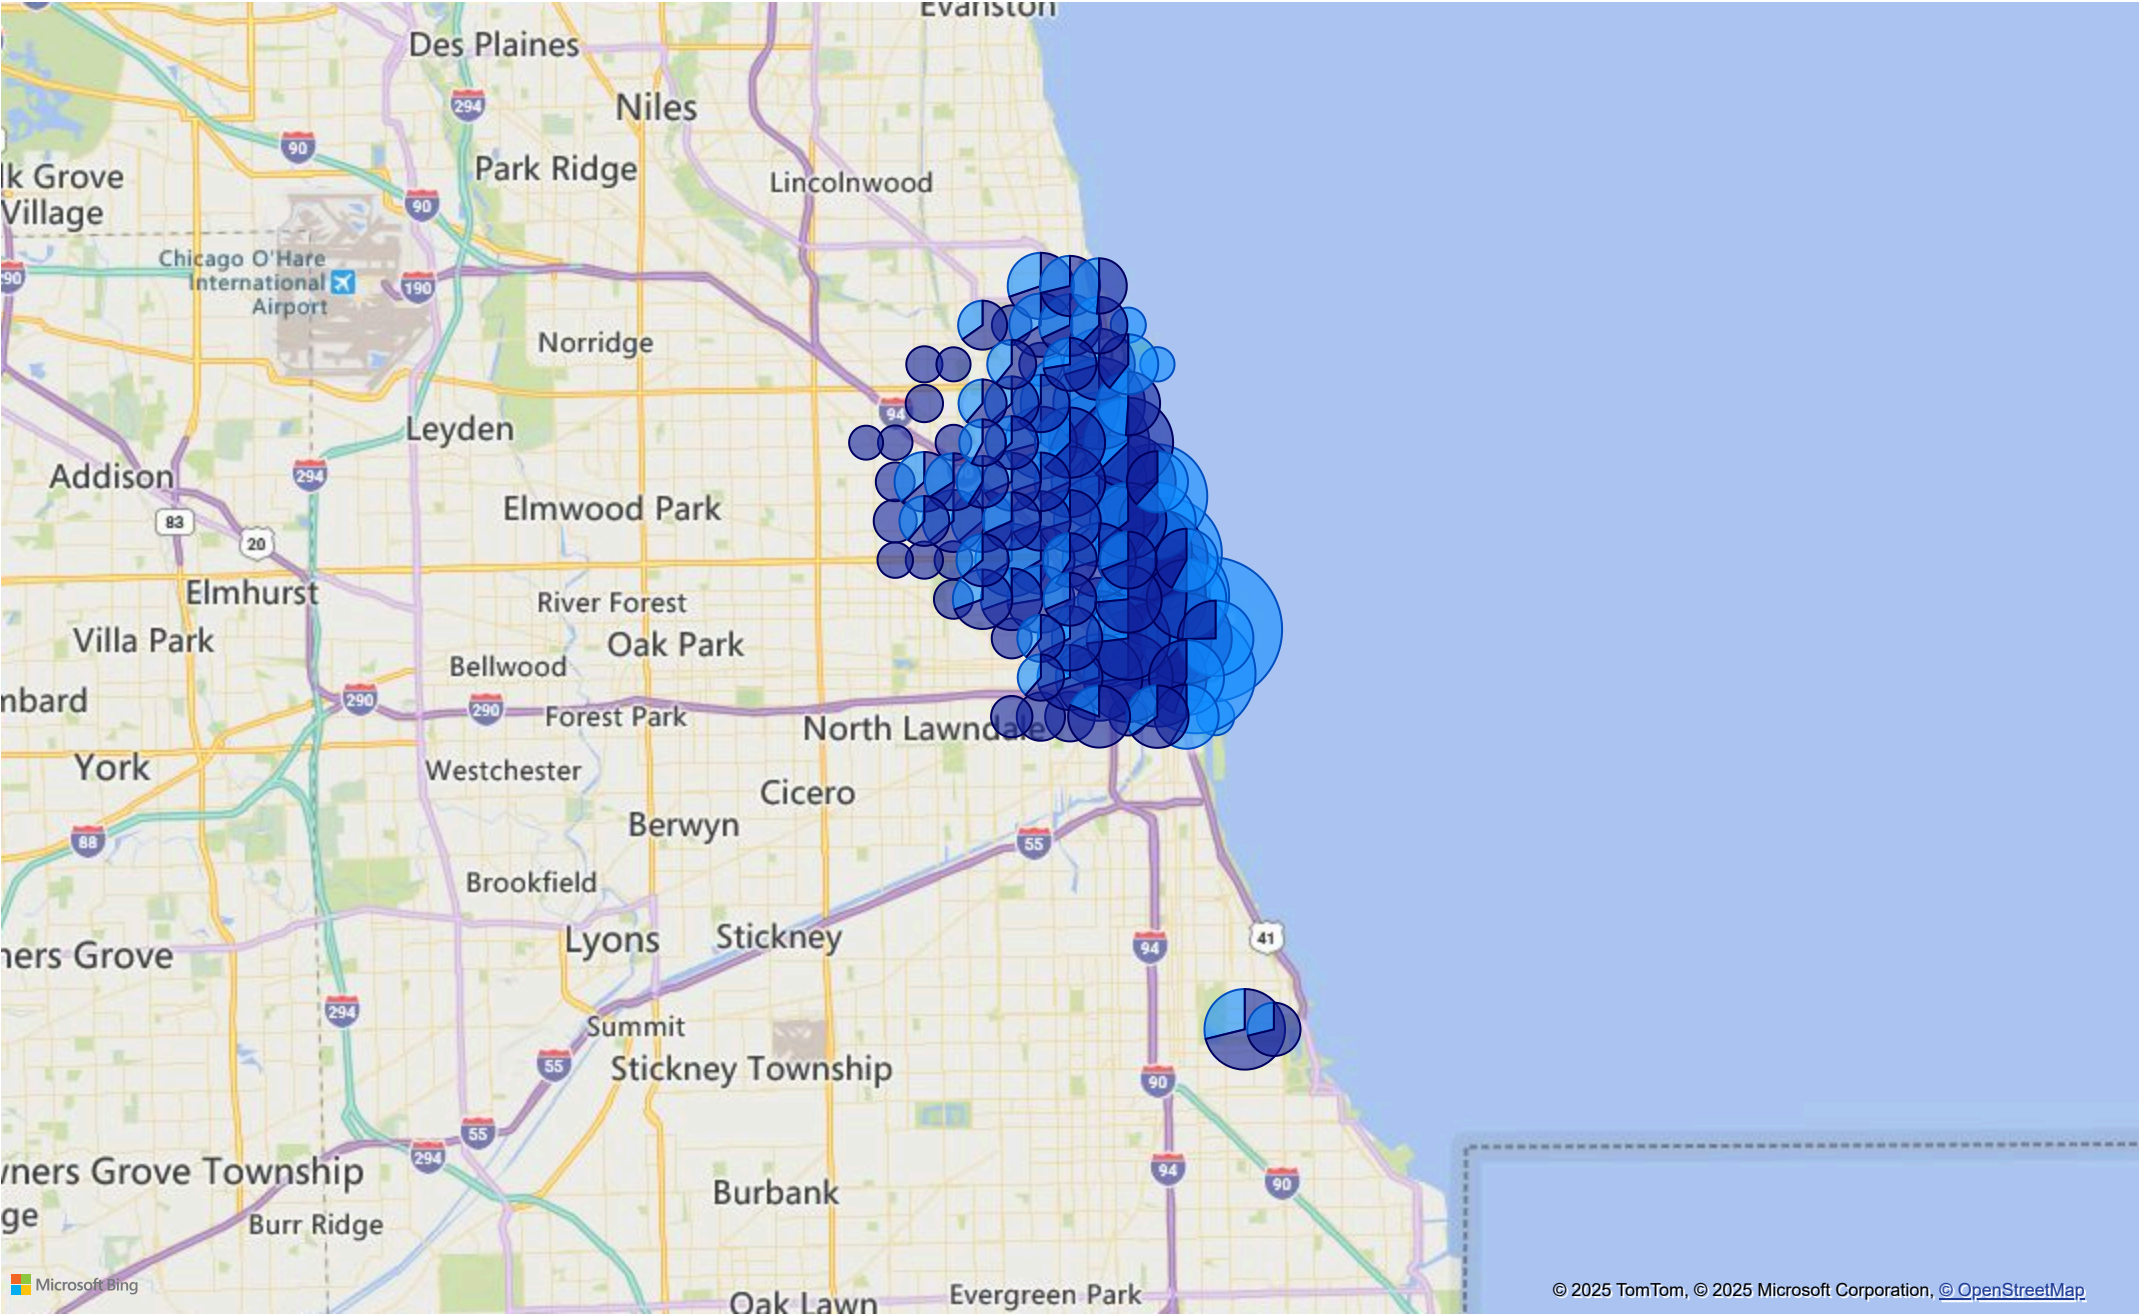 Evanston
Des Plaines
294
Niles
90
Park Ridge
lk Grove
Village
Lincolnwood
90
Chicago O'Hare
International
Airport
90
190
Norridge
94
Leyden
Addison
294
Elmwood Park
83
20
Elmhurst
River Forest
Villa Park
Oak Park
Bellwood
mbard
290
290
Forest Park
North Lawndale
York
Westchester
Cicero
Berwyn
88
55
Brookfield
Lyons
Stickney
94
41
ners Grove
294
Summit
55
Stickney Township
90
55
294
94
wners Grove Township
90
Burbank
ge
Burr Ridge
Microsoft Bing
Evergreen Park
Oak Lawn
© 2025 TomTom, © 2025 Microsoft Corporation, © OpenStreetMap